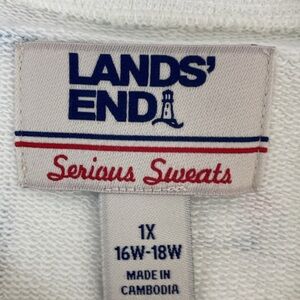 LANDS'
END
Serious Sweats
1X
16W-18W
MADE IN
CAMBODIA